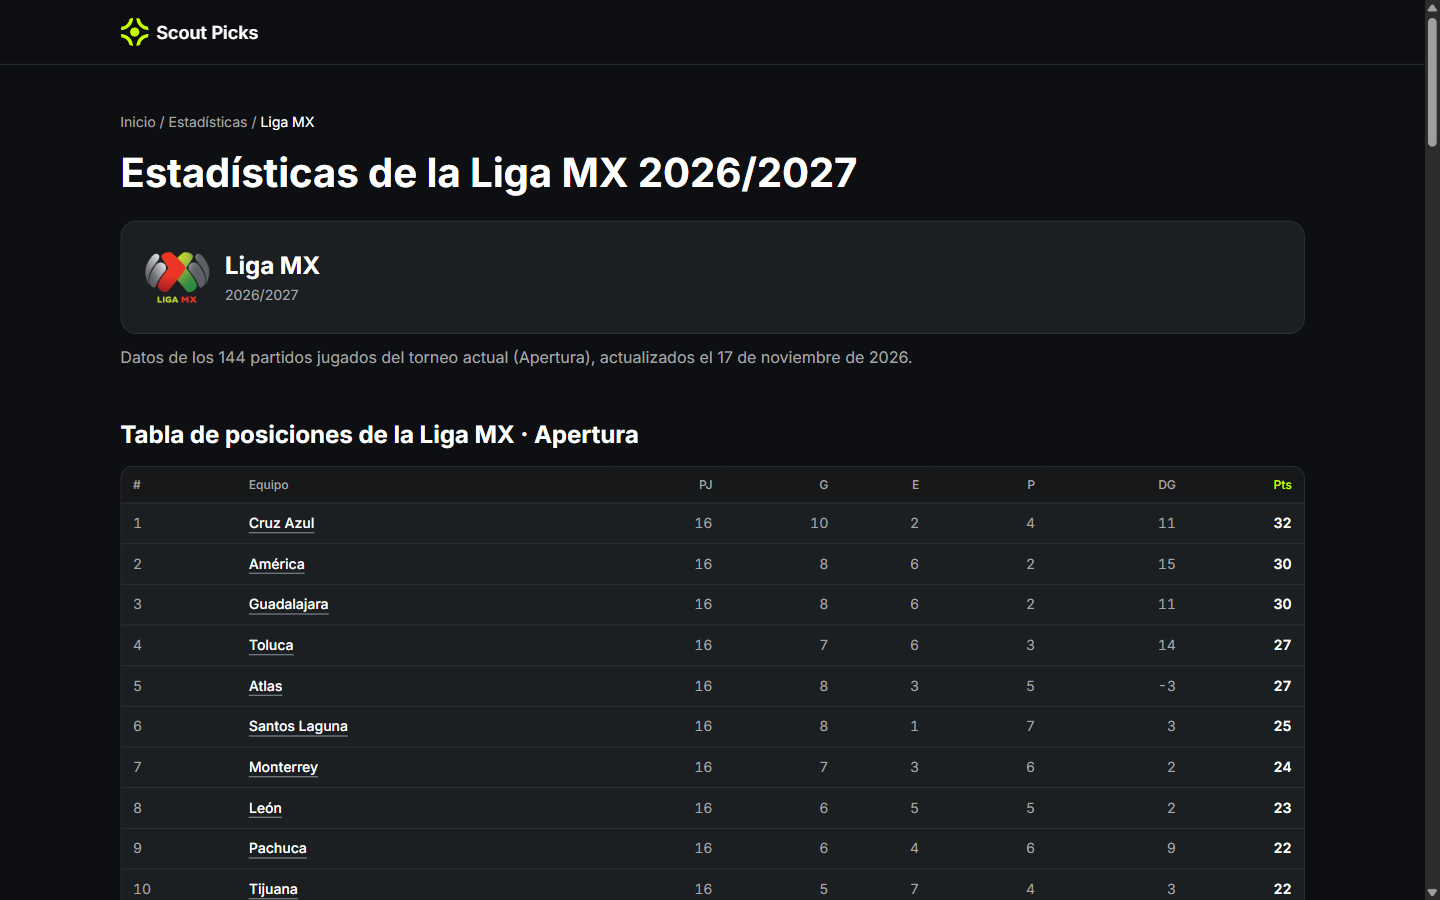 Scout Picks
Inicio / Estadísticas / Liga MX
Estadísticas de la Liga MX 2026/2027
LIGA MX
Liga MX
2026/2027
Datos de los 144 partidos jugados del torneo actual (Apertura), actualizados el 17 de noviembre de 2026.
Tabla de posiciones de la Liga MX · Apertura
# Equipo PJ G E P DG Pts
1 Cruz Azul 16 10 2 4 11 32
2 América 16 8 6 2 15 30
3 Guadalajara 16 8 6 2 11 30
4 Toluca 16 7 6 3 14 27
5 Atlas 16 8 3 5 -3 27
6 Santos Laguna 16 8 1 7 3 25
7 Monterrey 16 7 3 6 2 24
8 León 16 6 5 5 2 23
9 Pachuca 16 6 4 6 9 22
10 Tijuana 16 5 7 4 3 22